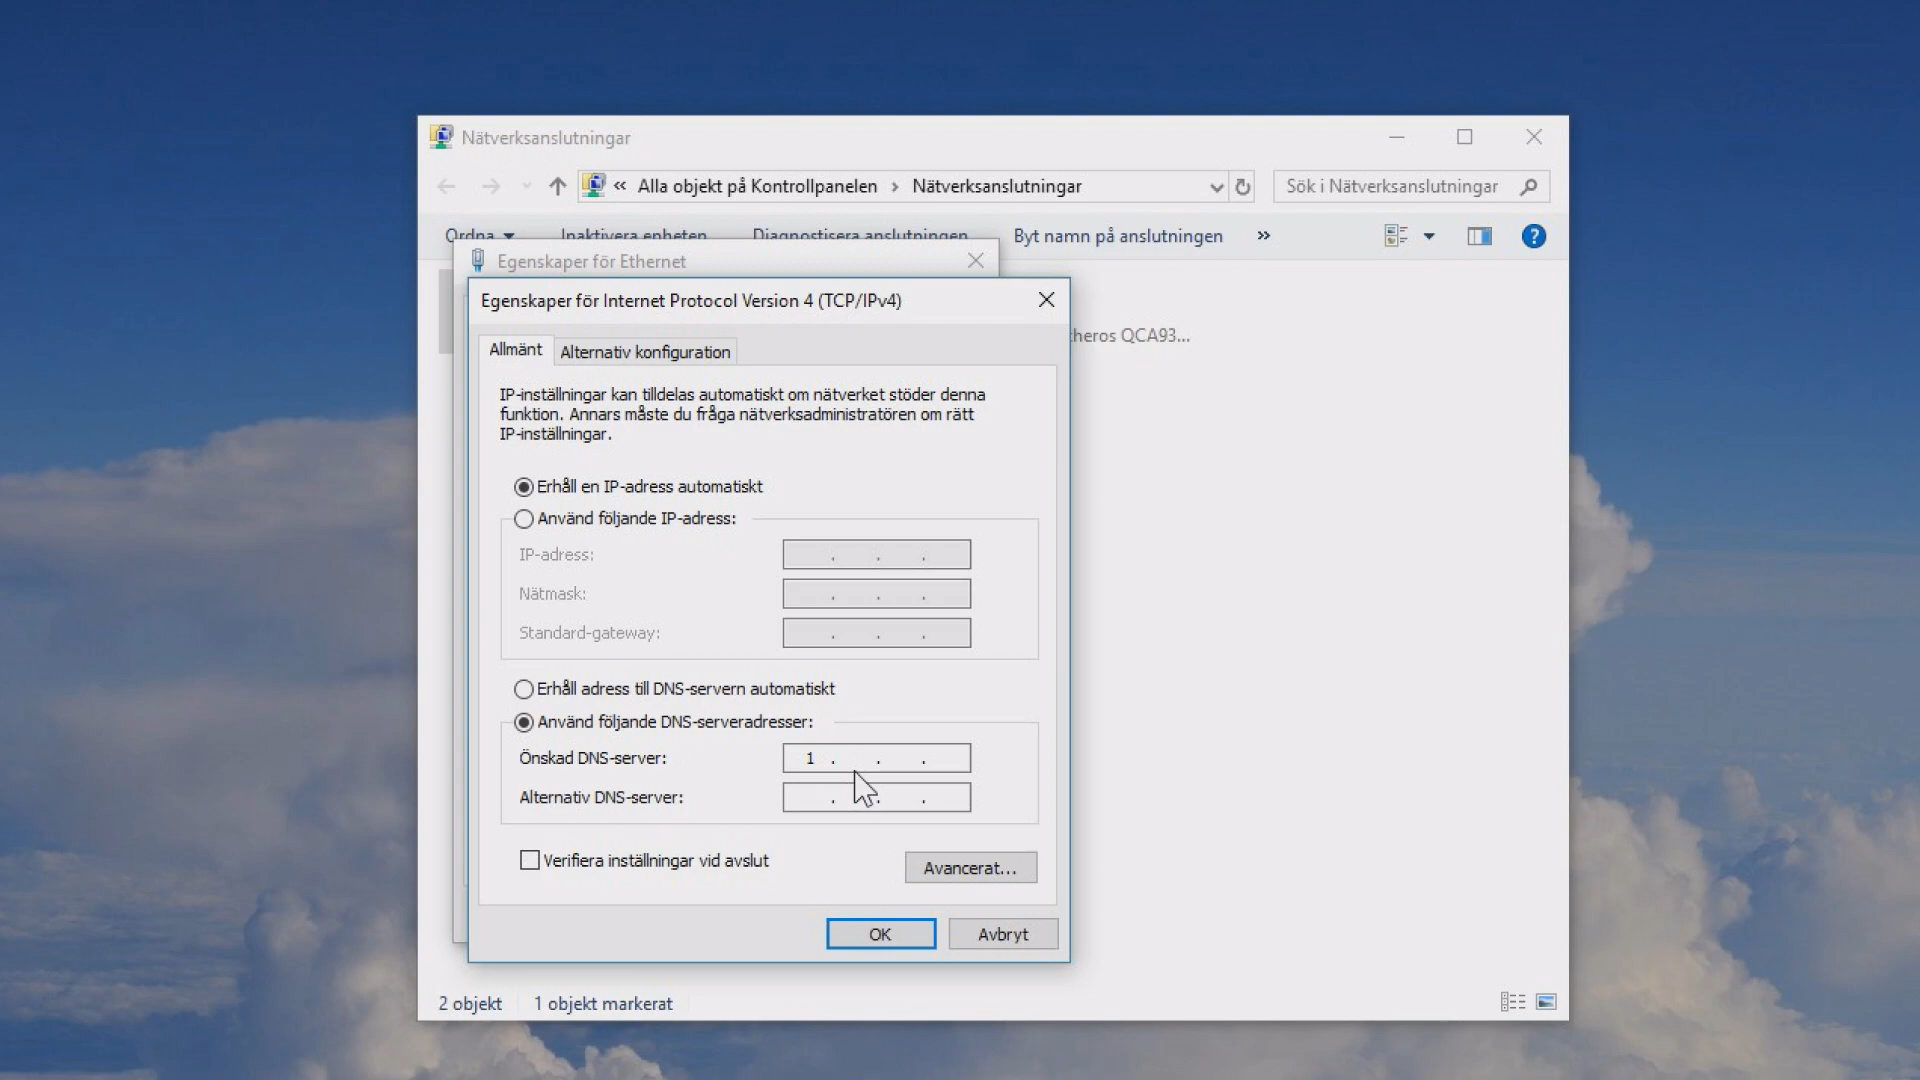 Nätverksanslutningar
« Alla objekt på Kontrollpanelen › Nätverksanslutningar
Sök i Nätverksanslutningar
Ordna
Inaktivera enheten
Diagnostisera anslutningen
Byt namn på anslutningen
»
?
Egenskaper för Ethernet
Egenskaper för Internet Protocol Version 4 (TCP/IPv4)
heros QCA93...
Allmänt
Alternativ konfiguration
IP-inställningar kan tilldelas automatiskt om nätverket stöder denna
funktion. Annars måste du fråga nätverksadministratören om rätt
IP-inställningar.
Erhåll en IP-adress automatiskt
Använd följande IP-adress:
IP-adress: . . .
Nätmask: . . .
Standard-gateway: . . .
Erhåll adress till DNS-servern automatiskt
Använd följande DNS-serveradresser:
Önskad DNS-server: 1 . . .
Alternativ DNS-server: . . .
Verifiera inställningar vid avslut
Avancerat...
OK
Avbryt
2 objekt
1 objekt markerat